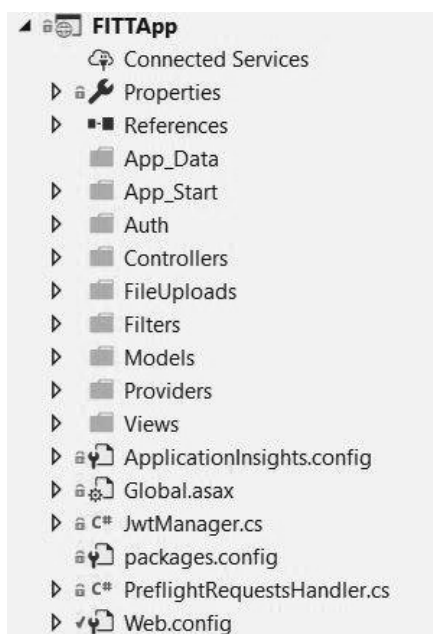 FITTApp
Connected Services
Properties
References
App_Data
App_Start
Auth
Controllers
FileUploads
Filters
Models
Providers
Views
ApplicationInsights.config
Global.asax
C# JwtManager.cs
packages.config
C# PreflightRequestsHandler.cs
Web.config